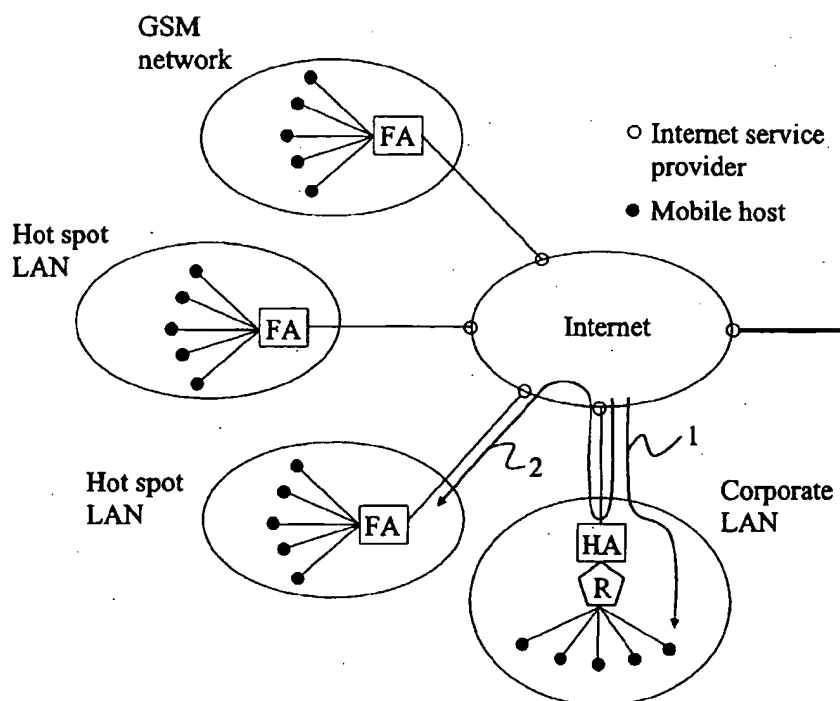 GSM
network
FA
Internet service
provider
Mobile host
Hot spot
LAN
FA
Internet
1
2
Hot spot
LAN
FA
Corporate
LAN
HA
R